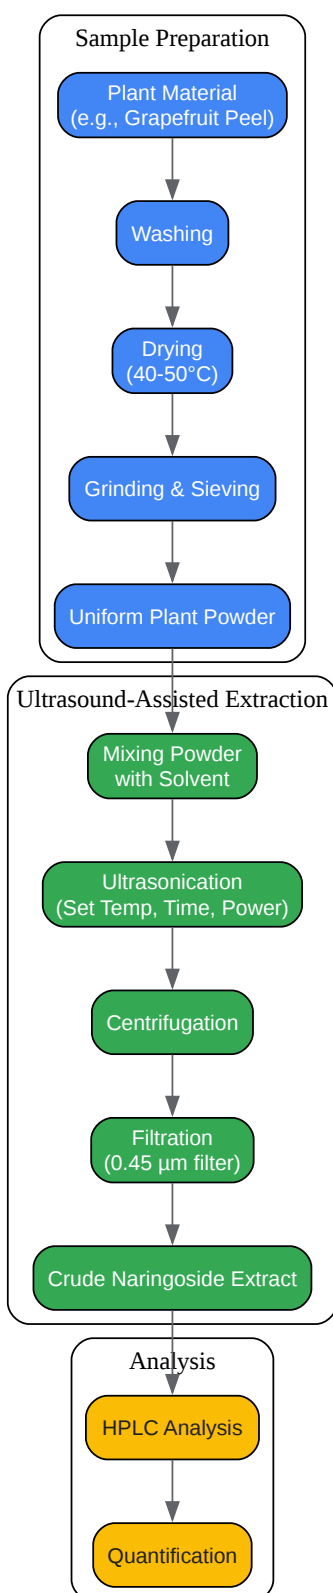 Sample Preparation
Plant Material
(e.g., Grapefruit Peel)
Washing
Drying
(40-50°C)
Grinding & Sieving
Uniform Plant Powder
Ultrasound-Assisted Extraction
Mixing Powder
with Solvent
Ultrasonication
(Set Temp, Time, Power)
Centrifugation
Filtration
(0.45 µm filter)
Crude Naringoside Extract
Analysis
HPLC Analysis
Quantification